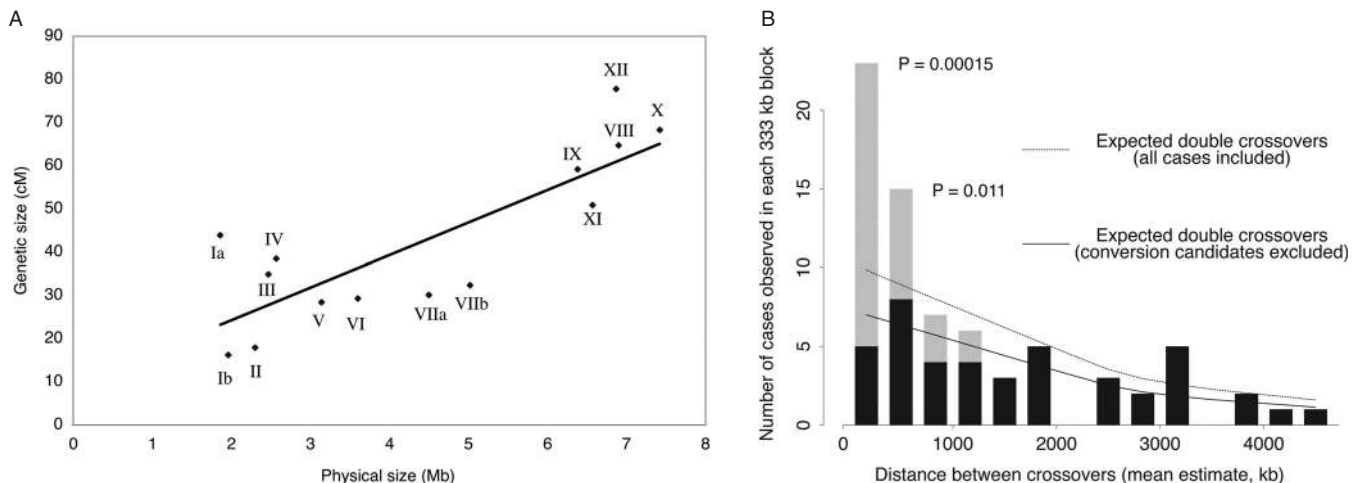 A
Genetic size (cM)
90
80
70
60
50
40
30
20
10
0
0 1 2 3 4 5 6 7 8
Physical size (Mb)
XII
X
VIII
IX
XI
Ia
IV
III
V
VI
VIIa
VIIb
Ib
II
B
Number of cases observed in each 333 kb block
20
15
10
5
0
0 1000 2000 3000 4000
Distance between crossovers (mean estimate, kb)
P = 0.00015
P = 0.011
Expected double crossovers
(all cases included)
Expected double crossovers
(conversion candidates excluded)